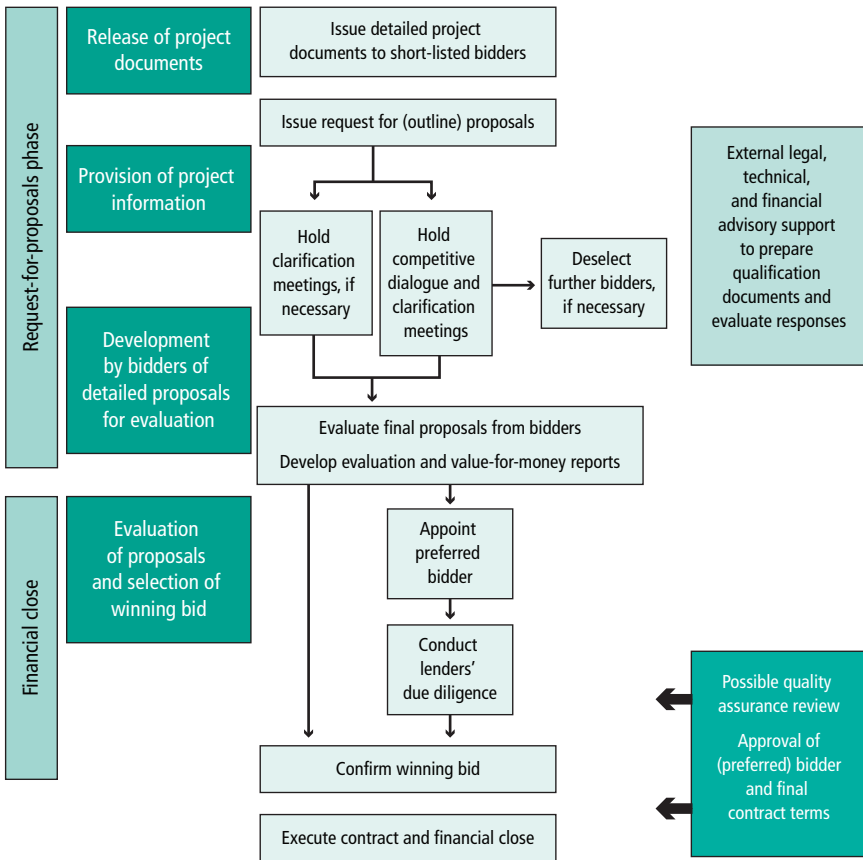 Request-for-proposals phase
Release of project
documents
Issue detailed project
documents to short-listed bidders
Issue request for (outline) proposals
Provision of project
information
External legal,
technical,
and financial
advisory support
to prepare
qualification
documents and
evaluate responses
Hold
clarification
meetings, if
necessary
Hold
competitive
dialogue and
clarification
meetings
Deselect
further bidders,
if necessary
Development
by bidders of
detailed proposals
for evaluation
Evaluate final proposals from bidders
Develop evaluation and value-for-money reports
Financial close
Evaluation
of proposals
and selection of
winning bid
Appoint
preferred
bidder
Conduct
lenders’
due diligence
Possible quality
assurance review
Approval of
(preferred) bidder
and final
contract terms
Confirm winning bid
Execute contract and financial close